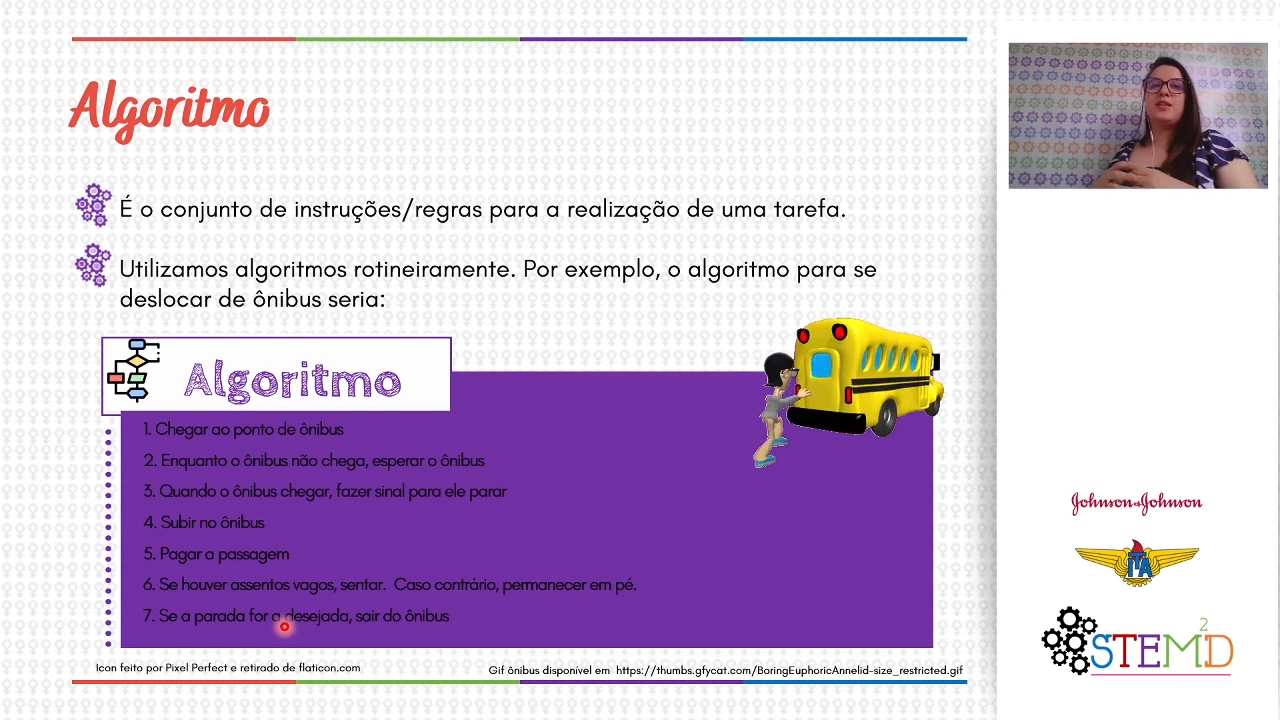 Algoritmo
É o conjunto de instruções/regras para a realização de uma tarefa.
Utilizamos algoritmos rotineiramente. Por exemplo, o algoritmo para se
deslocar de ônibus seria:
Algoritmo
1. Chegar ao ponto de ônibus
2. Enquanto o ônibus não chega, esperar o ônibus
3. Quando o ônibus chegar, fazer sinal para ele parar
4. Subir no ônibus
5. Pagar a passagem
6. Se houver assentos vagos, sentar. Caso contrário, permanecer em pé.
7. Se a parada for a desejada, sair do ônibus
Icon feito por Pixel Perfect e retirado de flaticon.com
Gif ônibus disponível em https://thumbs.gfycat.com/BoringEuphoricAnnelid-size_restricted.gif
Johnson & Johnson
ITA
STEM2D